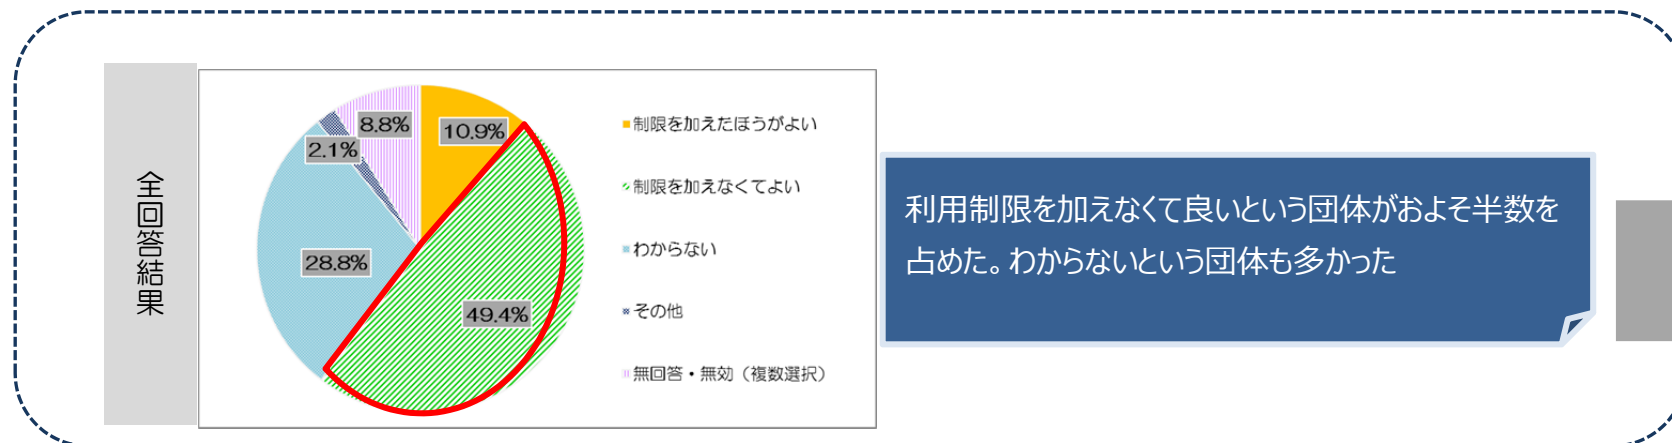 全回答結果
8.8%
10.9%
2.1%
28.8%
49.4%
制限を加えたほうがよい
制限を加えなくてよい
わからない
その他
無回答・無効（複数選択）
利用制限を加えなくて良いという団体がおよそ半数を
占めた。わからないという団体も多かった